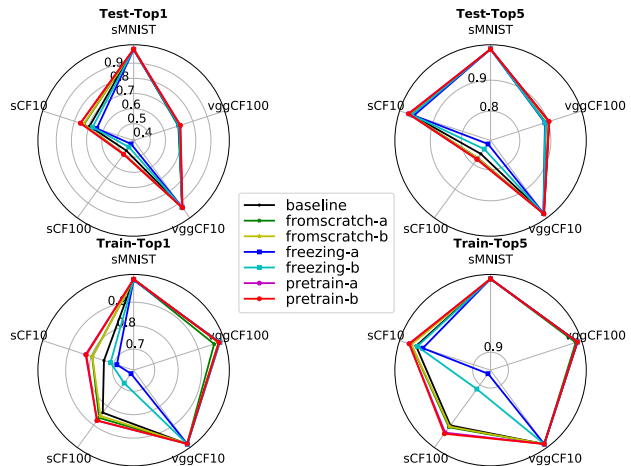 Test-Top1
sMNIST
0.9
0.8
0.7
0.6
0.5
0.4
sCF10
vggCF100
sCF100
vggCF10
Test-Top5
sMNIST
0.9
0.8
sCF10
vggCF100
sCF100
vggCF10
baseline
fromscratch-a
fromscratch-b
freezing-a
freezing-b
pretrain-a
pretrain-b
Train-Top1
sMNIST
0.9
0.8
0.7
sCF10
vggCF100
sCF100
vggCF10
Train-Top5
sMNIST
0.9
sCF10
vggCF100
sCF100
vggCF10